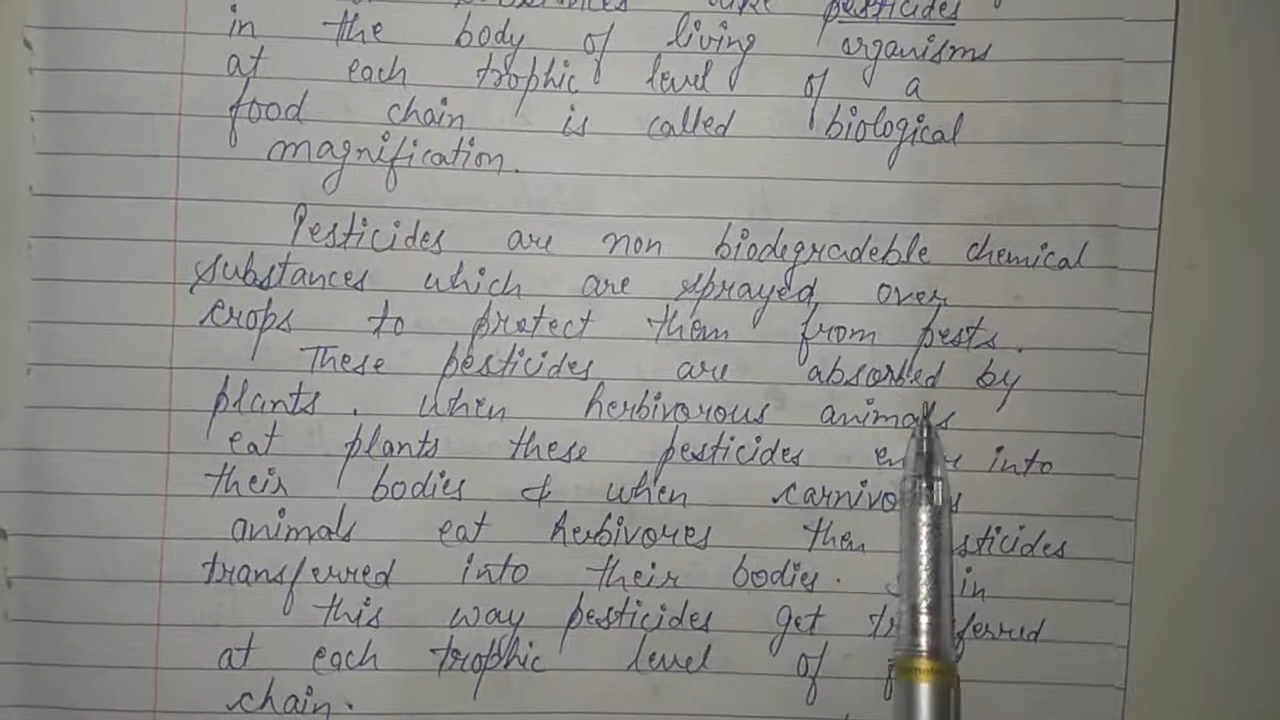 like pesticides
in the body of living organisms
at each trophic level of a
food chain is called biological
magnification.
Pesticides are non biodegradeble chemical
substances which are sprayed over
crops to protect them from pests.
These pesticides are absorbed by
plants. When herbivorous animals
eat plants these pesticides into
their bodies & when
animals eat herbivores then
transferred into their bodies. in
this way pesticides get
at each trophic level of
chain.